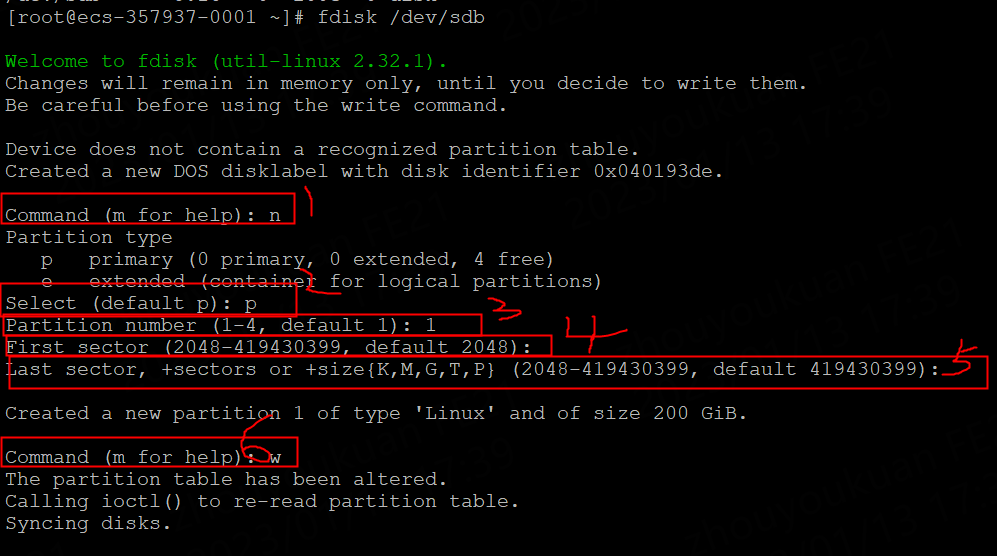 [root@ecs-357937-0001 ~]# fdisk /dev/sdb
Welcome to fdisk (util-linux 2.32.1).
Changes will remain in memory only, until you decide to write them.
Be careful before using the write command.
Device does not contain a recognized partition table.
Created a new DOS disklabel with disk identifier 0x040193de.
1
Command (m for help): n
Partition type
p primary (0 primary, 0 extended, 4 free)
e extended (container for logical partitions)
2
Select (default p): p
3
Partition number (1-4, default 1): 1
4
First sector (2048-419430399, default 2048):
Last sector, +sectors or +size{K,M,G,T,P} (2048-419430399, default 419430399):
5
Created a new partition 1 of type 'Linux' and of size 200 GiB.
6
Command (m for help): w
The partition table has been altered.
Calling ioctl() to re-read partition table.
Syncing disks.